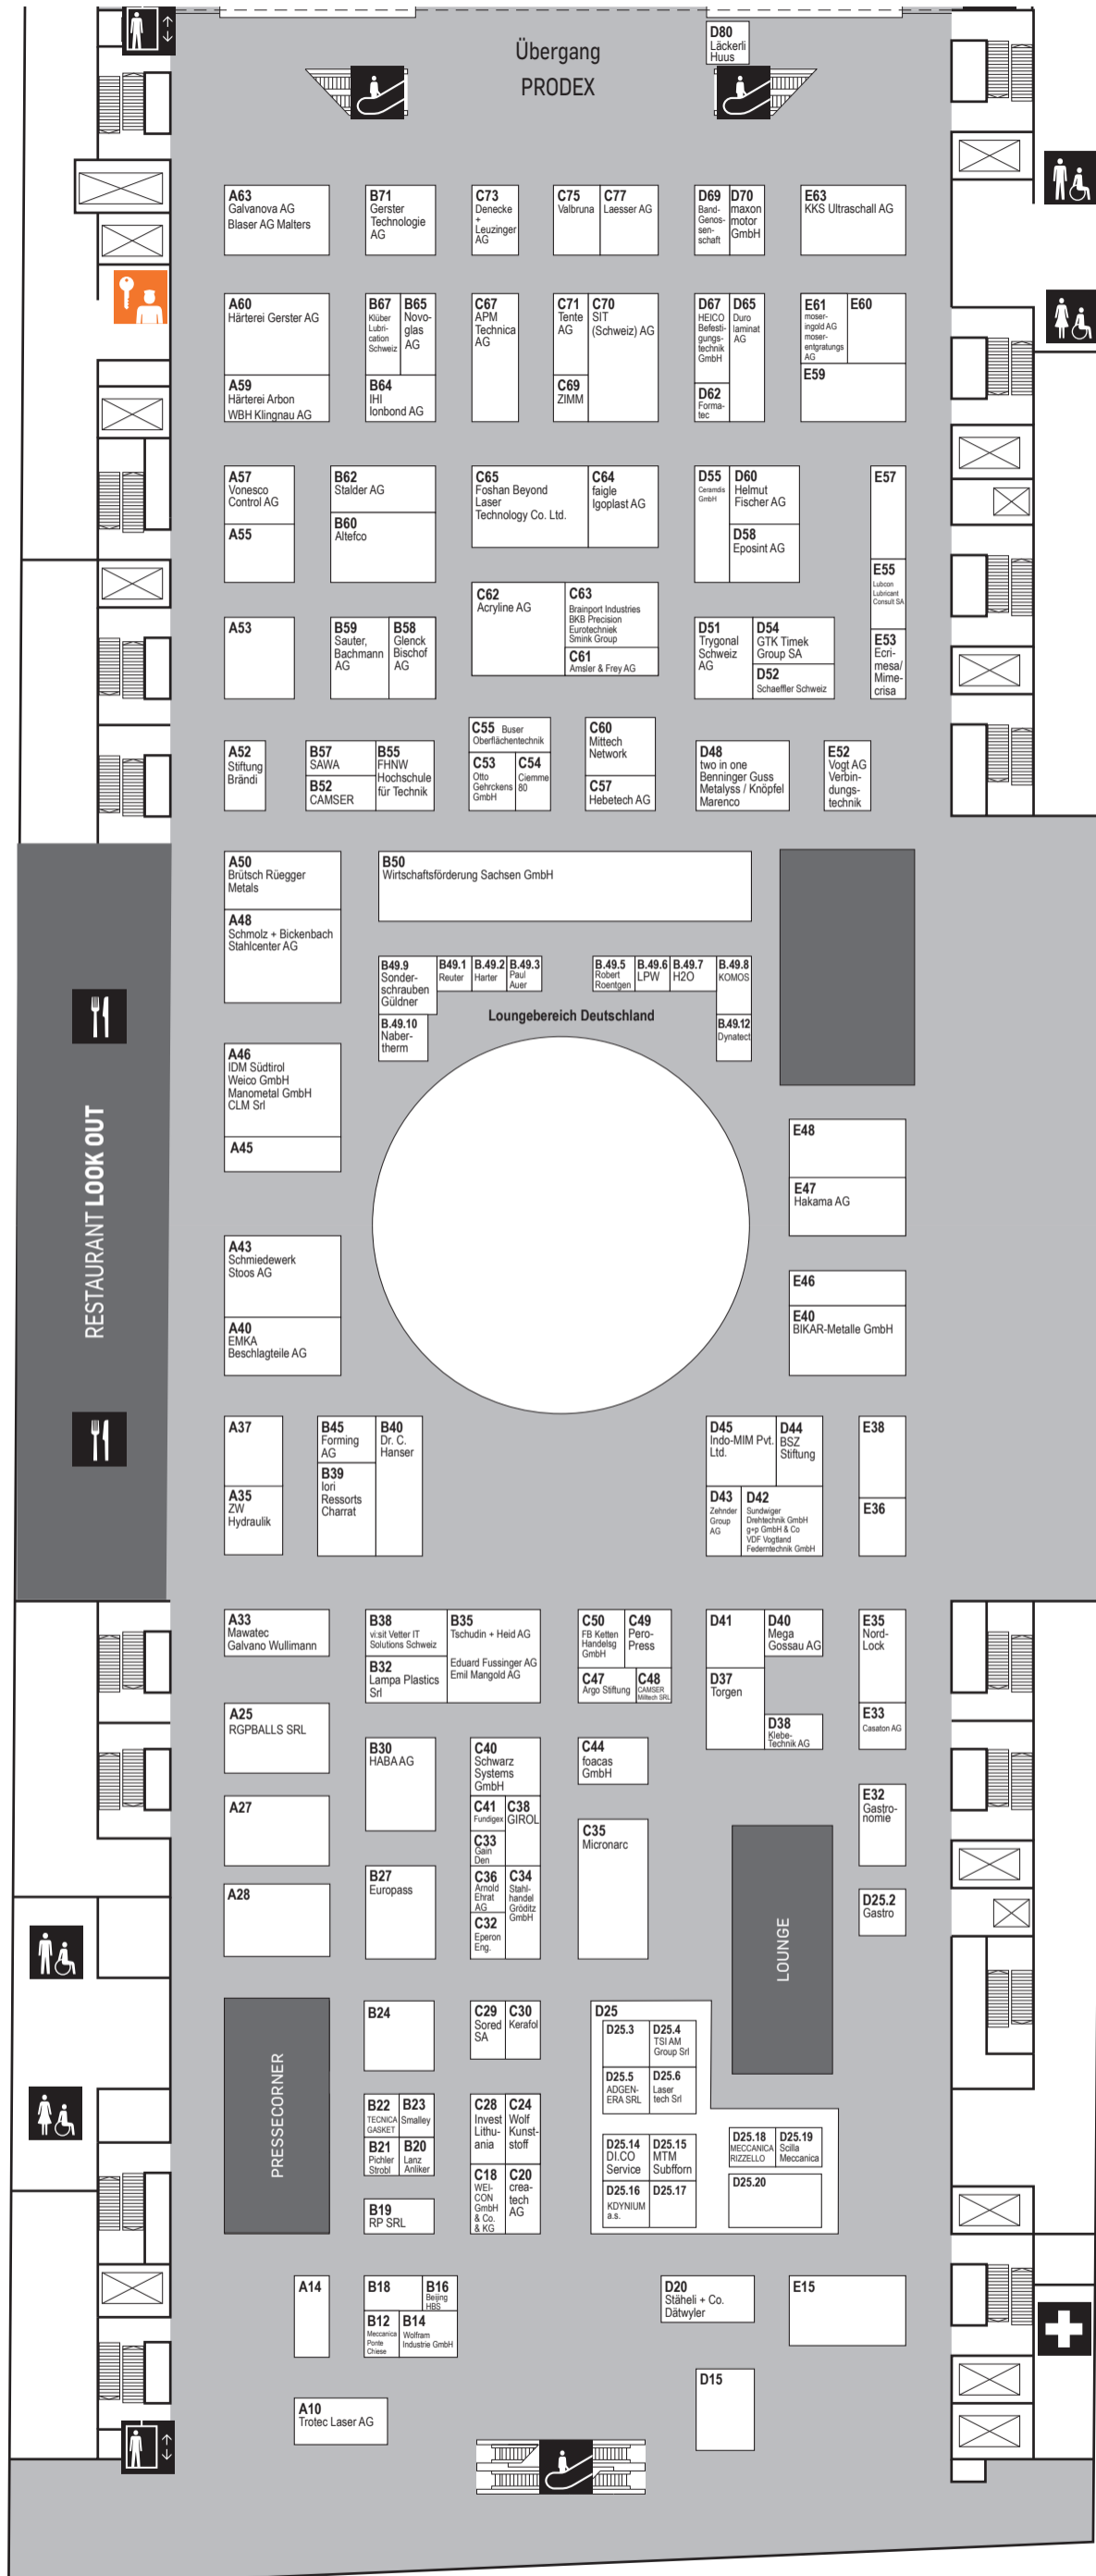 Übergang
PRODEX
D80
Läckerli
Huus
A63
Galvanova AG
Blaser AG Malters
B71
Gerster
Technologie
AG
C73
Denecke
+
Leuzinger
AG
C75
Valbruna
C77
Laesser AG
D69
Band-
Genos-
sen-
schaft
D70
maxon
motor
GmbH
E63
KKS Ultraschall AG
A60
Härterei Gerster AG
B67
Klüber
Lubri-
cation
Schweiz
B65
Novo-
glas
AG
C67
APM
Technica
AG
C71
Tente
AG
C70
SIT
(Schweiz) AG
D67
HEICO
Befesti-
gungs-
technik
GmbH
D65
Duro
laminat
AG
E61
moser-
ingold AG
moser-
entgratungs
AG
E60
A59
Härterei Arbon
WBH Klingnau AG
B64
IHI
Ionbond AG
C69
ZIMM
D62
Forma-
tec
E59
A57
Vonesco
Control AG
B62
Stalder AG
C65
Foshan Beyond
Laser
Technology Co. Ltd.
C64
faigle
Igoplast AG
D55
Ceramdis
GmbH
D60
Helmut
Fischer AG
E57
A55
B60
Altefco
D58
Eposint AG
E55
Lubcon
Lubricant
Consult SA
C62
Acryline AG
C63
Brainport Industries
BKB Precision
Eurotechniek
Smink Group
C61
Amsler & Frey AG
A53
B59
Sauter,
Bachmann
AG
B58
Glenck
Bischof
AG
D51
Trygonal
Schweiz
AG
D54
GTK Timek
Group SA
D52
Schaeffler Schweiz
E53
Ecri-
mesa/
Mime-
crisa
A52
Stiftung
Brändi
B57
SAWA
B55
FHNW
Hochschule
für Technik
B52
CAMSER
C55 Buser
Oberflächentechnik
C53
Otto
Gehrckens
GmbH
C54
Ciemme
80
C60
Mittech
Network
C57
Hebetech AG
D48
two in one
Benninger Guss
Metalyss / Knöpfel
Marenco
E52
Vogt AG
Verbin-
dungs-
technik
A50
Brütsch Rüegger
Metals
B50
Wirtschaftsförderung Sachsen GmbH
A48
Schmolz + Bickenbach
Stahlcenter AG
B49.9
Sonder-
schrauben
Güldner
B49.1
Reuter
B.49.2
Harter
B.49.3
Paul
Auer
B.49.5
Robert
Roentgen
B.49.6
LPW
B.49.7
H2O
B.49.8
KOMOS
Loungebereich Deutschland
B.49.10
Naber-
therm
B.49.12
Dynatect
A46
IDM Südtirol
Weico GmbH
Manometal GmbH
CLM Srl
A45
RESTAURANT LOOK OUT
E48
E47
Hakama AG
A43
Schmiedewerk
Stoos AG
E46
A40
EMKA
Beschlagteile AG
E40
BIKAR-Metalle GmbH
A37
B45
Forming
AG
B40
Dr. C.
Hanser
D45
Indo-MIM Pvt.
Ltd.
D44
BSZ
Stiftung
E38
A35
ZW
Hydraulik
B39
Iori
Ressorts
Charrat
D43
Zehnder
Group
AG
D42
Sundwiger
Drehtechnik GmbH
g+p GmbH & Co
VDF Vogtland
Federntechnik GmbH
E36
A33
Mawatec
Galvano Wullimann
B38
vi:sit Vetter IT
Solutions Schweiz
B35
Tschudin + Heid AG
Eduard Fussinger AG
Emil Mangold AG
B32
Lampa Plastics
Srl
C50
FB Ketten
Handelsg
GmbH
C49
Pero-
Press
C47
Argo Stiftung
C48
CAMSER
Miltech SRL
D41
D40
Mega
Gossau AG
E35
Nord-
Lock
D37
Torgen
D38
Klebe-
Technik AG
E33
Casaton AG
A25
RGPBALLS SRL
B30
HABA AG
C40
Schwarz
Systems
GmbH
C44
foacas
GmbH
A27
C41
Fundigex
C38
GIROL
C33
Gain
Den
C35
Micronarc
E32
Gastro-
nomie
A28
B27
Europass
C36
Arnold
Ehrat
AG
C34
Stahl-
handel
Gröditz
GmbH
C32
Eperon
Eng.
LOUNGE
D25.2
Gastro
PRESSECORNER
B24
C29
Sored
SA
C30
Kerafol
D25
D25.3
D25.4
TSI AM
Group Srl
D25.5
ADGEN-
ERA SRL
D25.6
Laser
tech Srl
B22
TECNICA
GASKET
B23
Smalley
C28
Invest
Lithu-
ania
C24
Wolf
Kunst-
stoff
B21
Pichler
Strobl
B20
Lanz
Anliker
D25.14
DI.CO
Service
D25.15
MTM
Subfforn
D25.18
MECCANICA
RIZZELLO
D25.19
Scilla
Meccanica
C18
WEI-
CON
GmbH
& Co.
& KG
C20
crea-
tech
AG
D25.16
KDYNIUM
a.s.
D25.17
D25.20
B19
RP SRL
A14
B18
B16
Beijing
HBS
B12
Meccanica
Ponte
Chiese
B14
Wolfram
Industrie GmbH
D20
Stäheli + Co.
Dätwyler
E15
D15
A10
Trotec Laser AG